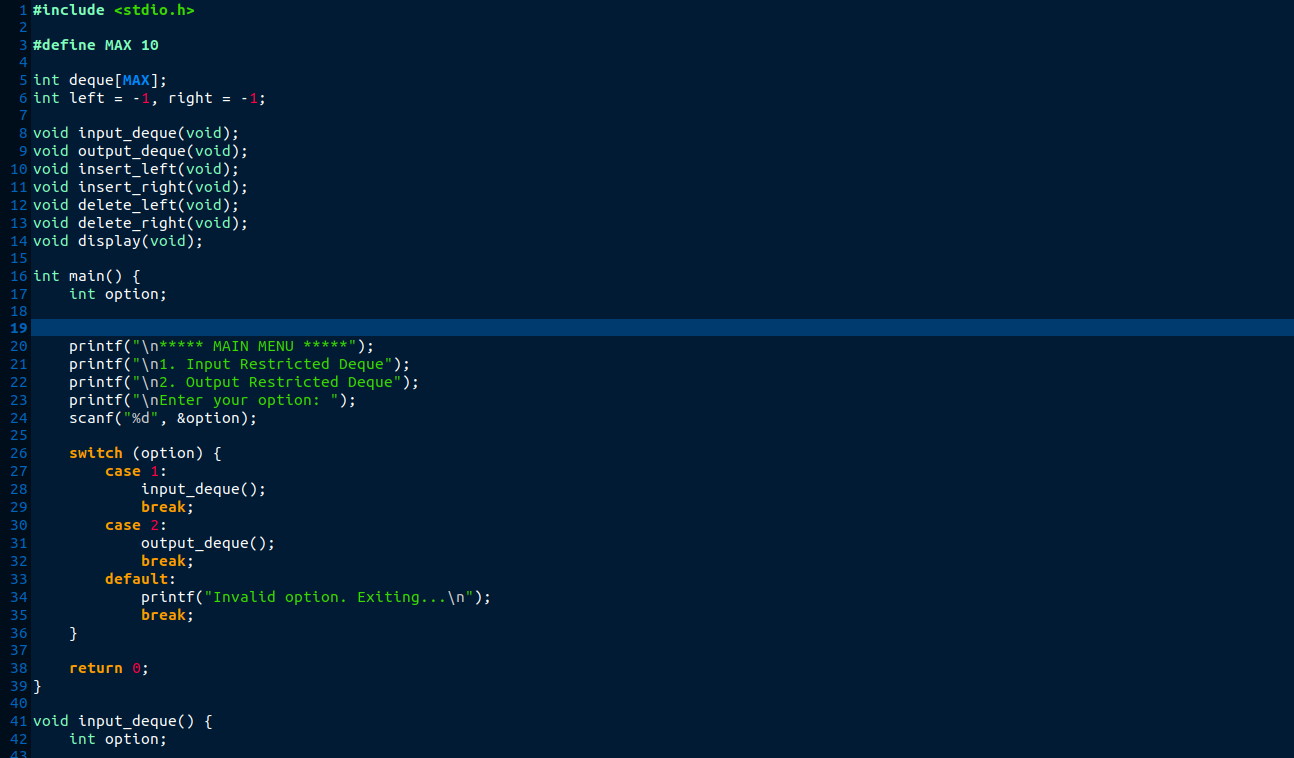 1 #include <stdio.h>
2
3 #define MAX 10
4
5 int deque[MAX];
6 int left = -1, right = -1;
7
8 void input_deque(void);
9 void output_deque(void);
10 void insert_left(void);
11 void insert_right(void);
12 void delete_left(void);
13 void delete_right(void);
14 void display(void);
15
16 int main() {
17     int option;
18
19
20     printf("\n***** MAIN MENU *****");
21     printf("\n1. Input Restricted Deque");
22     printf("\n2. Output Restricted Deque");
23     printf("\nEnter your option: ");
24     scanf("%d", &option);
25
26     switch (option) {
27         case 1:
28             input_deque();
29             break;
30         case 2:
31             output_deque();
32             break;
33         default:
34             printf("Invalid option. Exiting...\n");
35             break;
36     }
37
38     return 0;
39 }
40
41 void input_deque() {
42     int option;
43